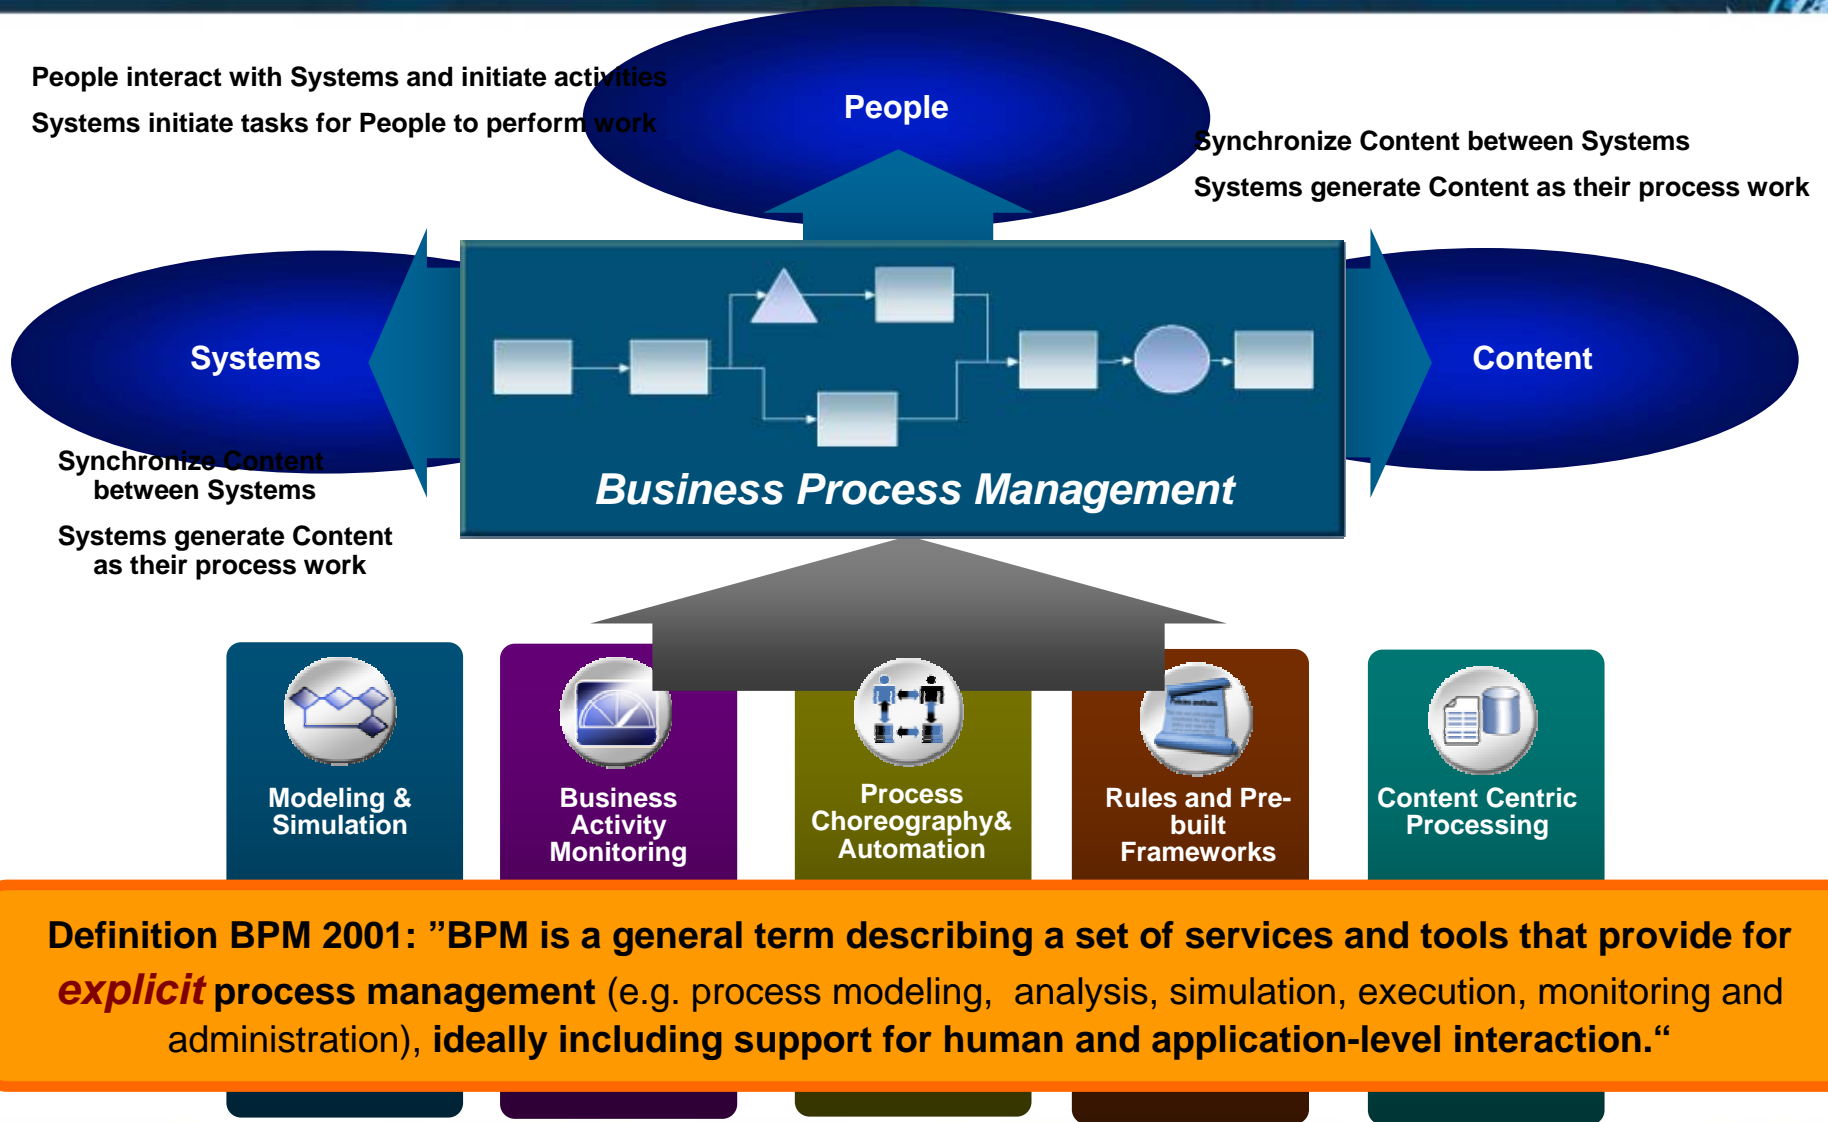 People interact with Systems and initiate activities
Systems initiate tasks for People to perform work
People
Synchronize Content between Systems
Systems generate Content as their process work
Systems
Content
Synchronize Content
between Systems
Systems generate Content
as their process work
Business Process Management
Modeling &
Simulation
Business
Activity
Monitoring
Process
Choreography&
Automation
Rules and Pre-
built
Frameworks
Content Centric
Processing
Definition BPM 2001: ”BPM is a general term describing a set of services and tools that provide for
explicit process management (e.g. process modeling, analysis, simulation, execution, monitoring and
administration), ideally including support for human and application-level interaction.“